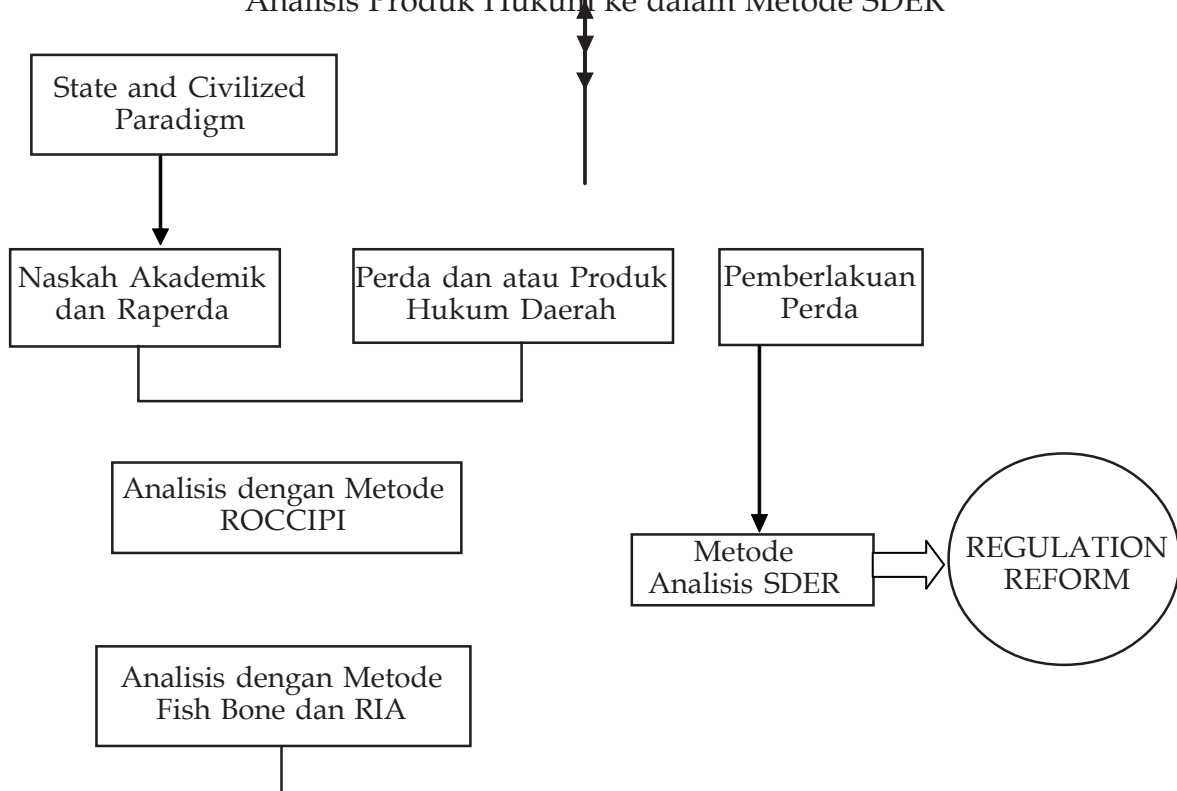 Analisis Produk Hukum ke dalam Metode SDER
State and Civilized
Paradigm
Naskah Akademik
dan Raperda
Perda dan atau Produk
Hukum Daerah
Pemberlakuan
Perda
Analisis dengan Metode
ROCCIPI
Metode
Analisis SDER
REGULATION
REFORM
Analisis dengan Metode
Fish Bone dan RIA